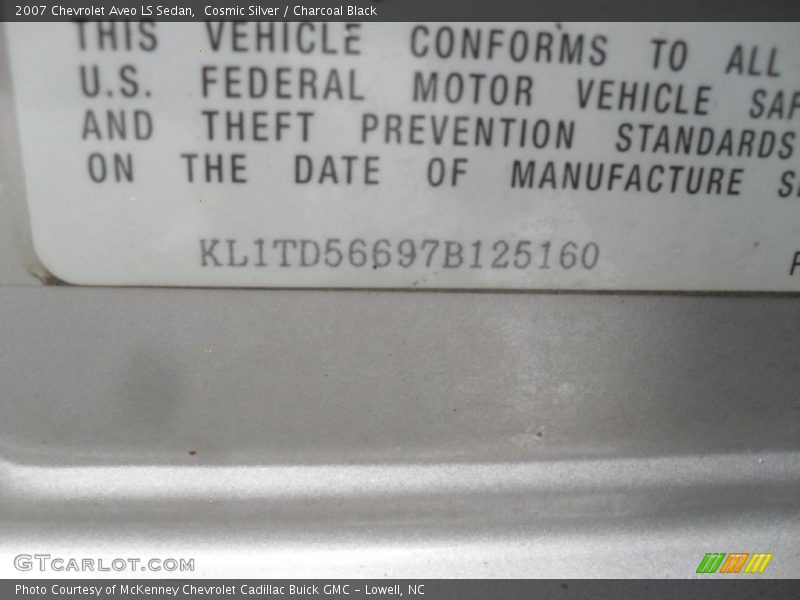 2007 Chevrolet Aveo LS Sedan, Cosmic Silver / Charcoal Black
THIS VEHICLE CONFORMS TO ALL
U.S. FEDERAL MOTOR VEHICLE
AND THEFT PREVENTION STANDARDS
ON THE DATE OF MANUFACTURE
KL1TD56697B125160
GTCARLOT.COM
Photo Courtesy of McKenney Chevrolet Cadillac Buick GMC - Lowell, NC